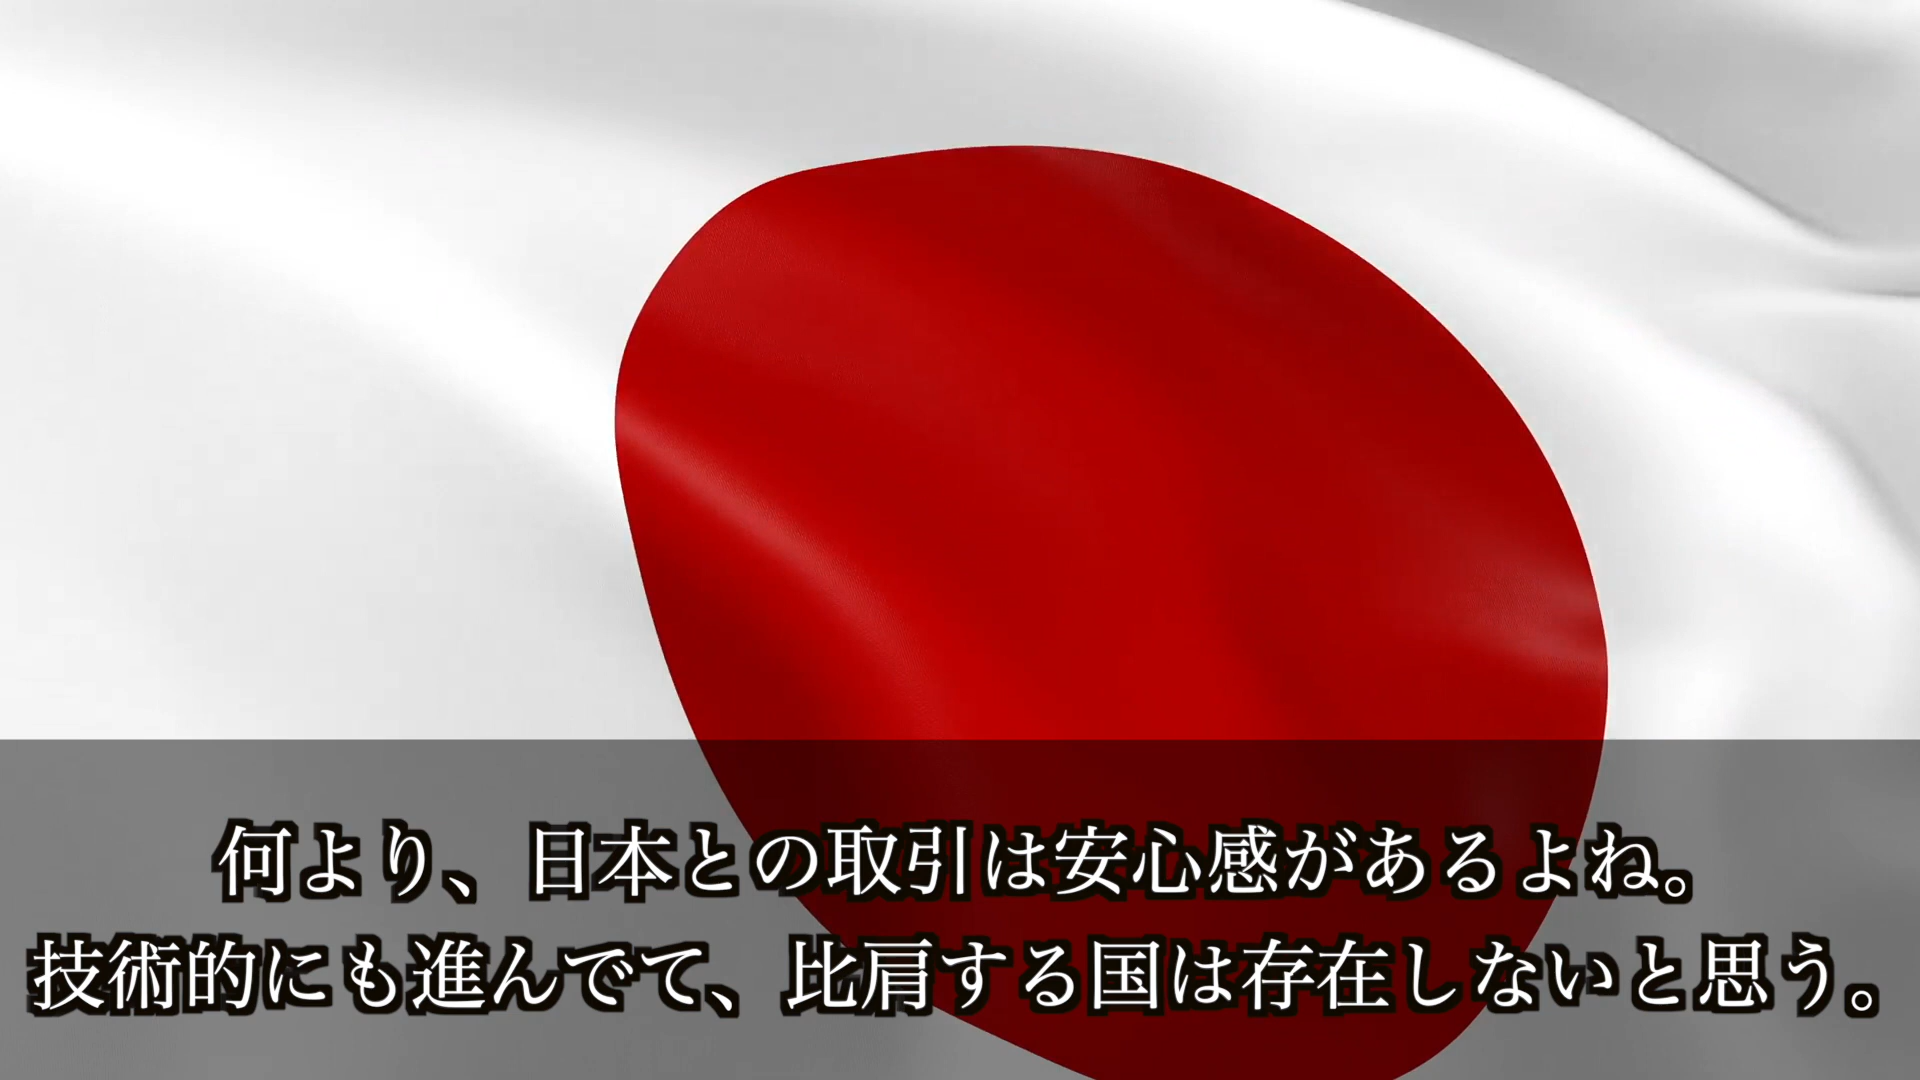 何より、日本との取引は安心感があるよね。
技術的にも進んでて、比肩する国は存在しないと思う。